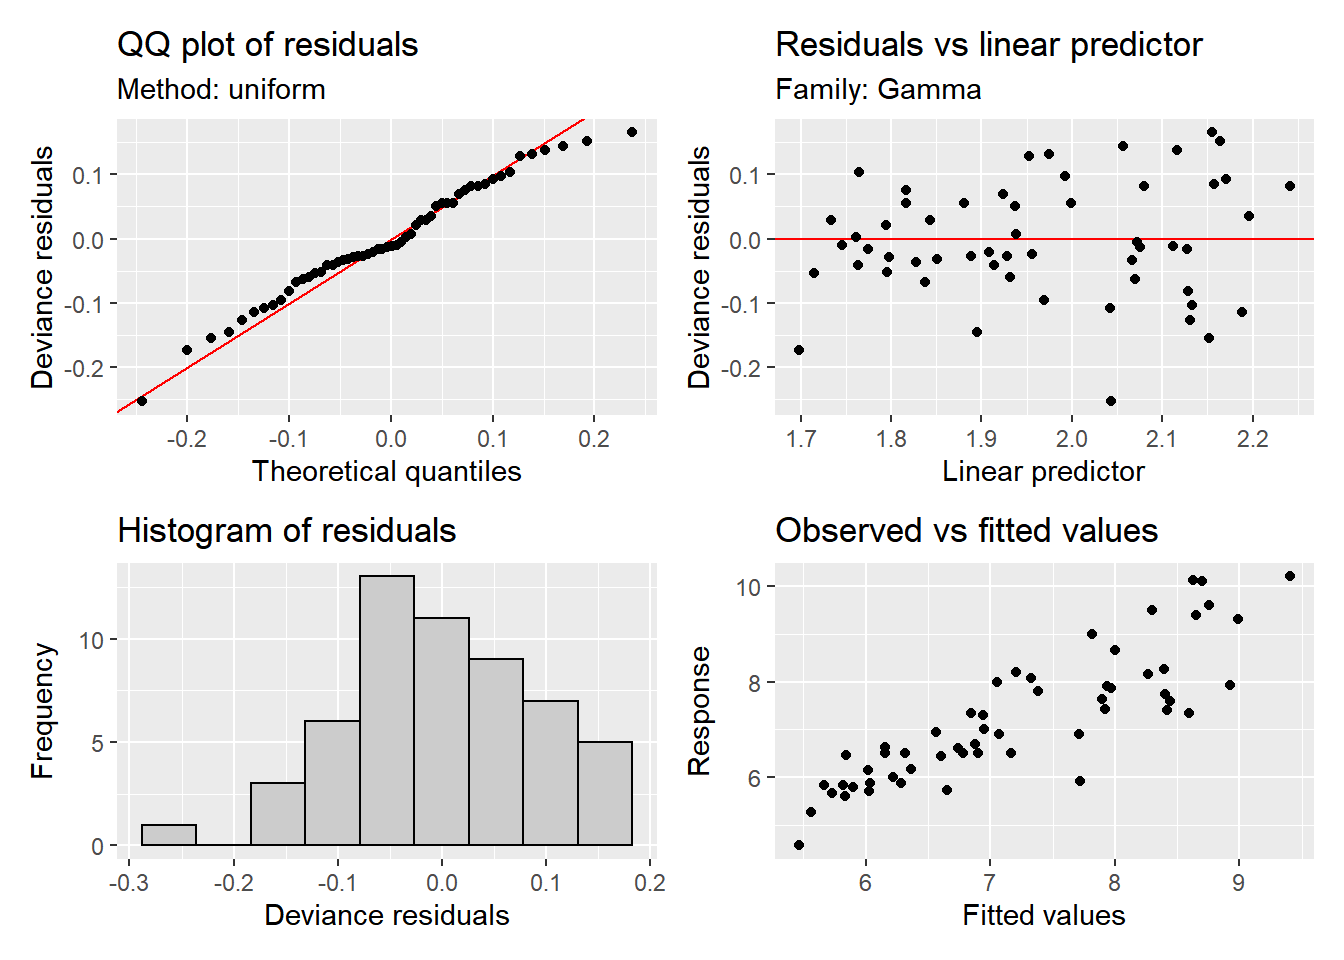 QQ plot of residuals
Method: uniform
Deviance residuals
0.1
0.0
-0.1
-0.2
-0.2 -0.1 0.0 0.1 0.2
Theoretical quantiles
Residuals vs linear predictor
Family: Gamma
Deviance residuals
0.1
0.0
-0.1
-0.2
1.7 1.8 1.9 2.0 2.1 2.2
Linear predictor
Histogram of residuals
Frequency
10
5
0
-0.3 -0.2 -0.1 0.0 0.1 0.2
Deviance residuals
Observed vs fitted values
Response
10
8
6
6 7 8 9
Fitted values